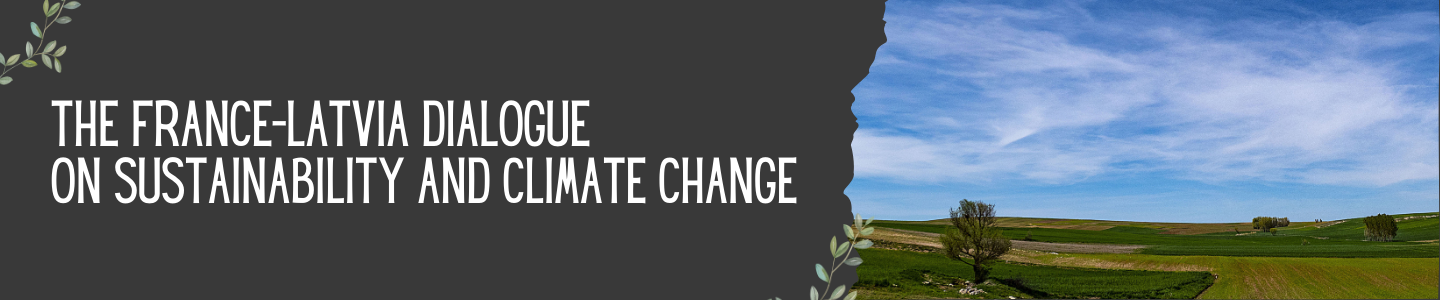 THE FRANCE-LATVIA DIALOGUE
ON SUSTAINABILITY AND CLIMATE CHANGE